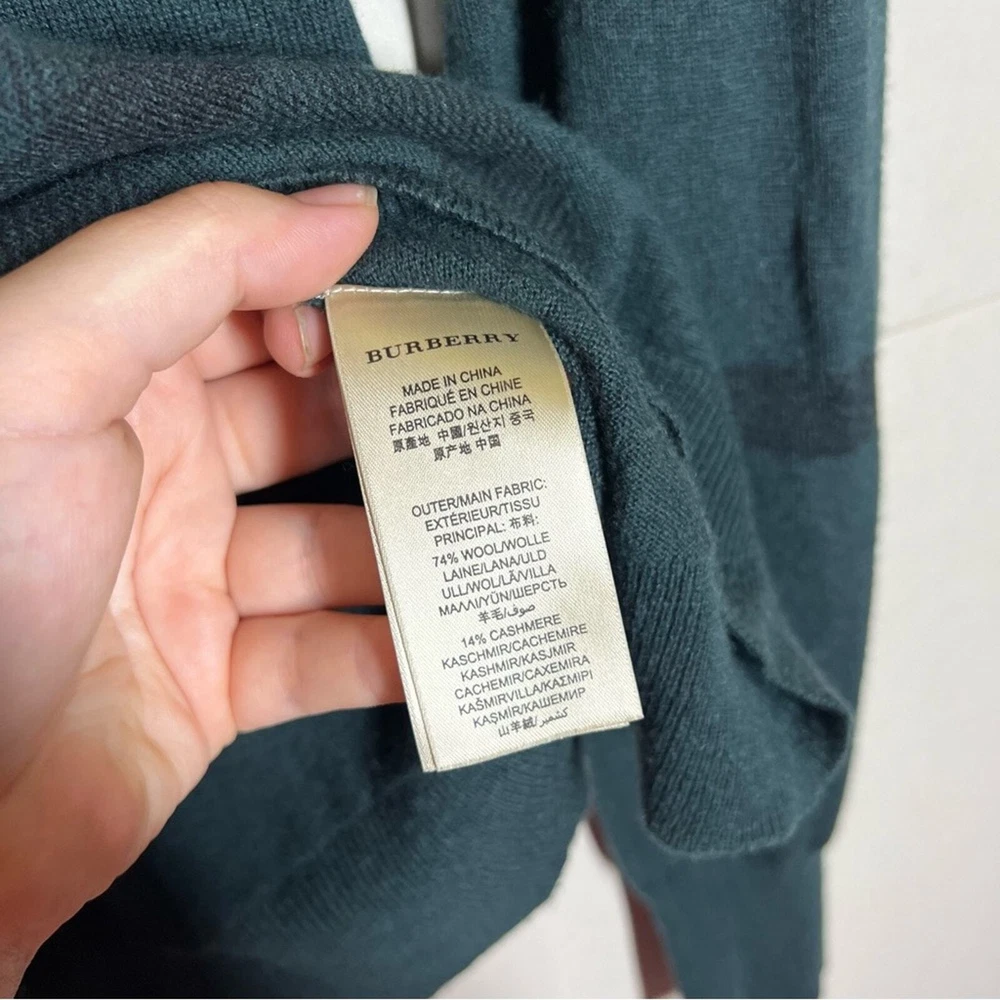 BURBERRY
MADE IN CHINA
FABRIQUÉ EN CHINE
FABRICADO NA CHINA
原產地 中國/원산지 중국
原产地 中国
OUTER/MAIN FABRIC:
EXTÉRIEUR/TISSU
PRINCIPAL: 布料:
74% WOOL/WOLLE
LAINE/LANA/ULD
ULL/WOL/LÃ/VILLA
ΜΑΛΛΙ/YÜN/ШЕРСТЬ
羊毛/صوف
14% CASHMERE
KASCHMIR/CACHEMIRE
KASHMIR/KASJMIR
CACHEMIR/CAXEMIRA
KAŠMIRVILLA/ΚΑΣΜΙΡΙ
KAŞMİR/КАШЕМИР
山羊絨/كشمير